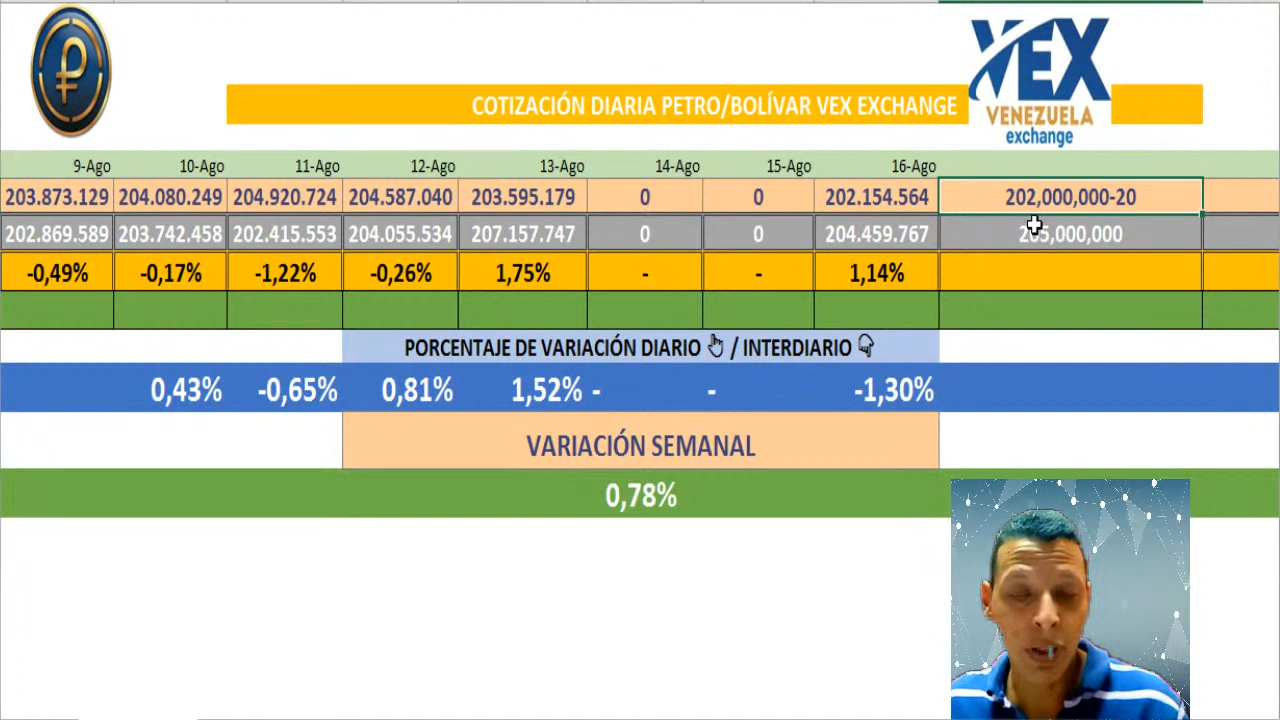 VEX
VENEZUELA
exchange
COTIZACIÓN DIARIA PETRO/BOLÍVAR VEX EXCHANGE
9-Ago 10-Ago 11-Ago 12-Ago 13-Ago 14-Ago 15-Ago 16-Ago
203.873.129 204.080.249 204.920.724 204.587.040 203.595.179 0 0 202.154.564 202,000,000-20
202.869.589 203.742.458 202.415.553 204.055.534 207.157.747 0 0 204.459.767
-0,49% -0,17% -1,22% -0,26% 1,75% - - 1,14%
PORCENTAJE DE VARIACIÓN DIARIO / INTERDIARIO
0,43% -0,65% 0,81% 1,52% - - -1,30%
VARIACIÓN SEMANAL
0,78%